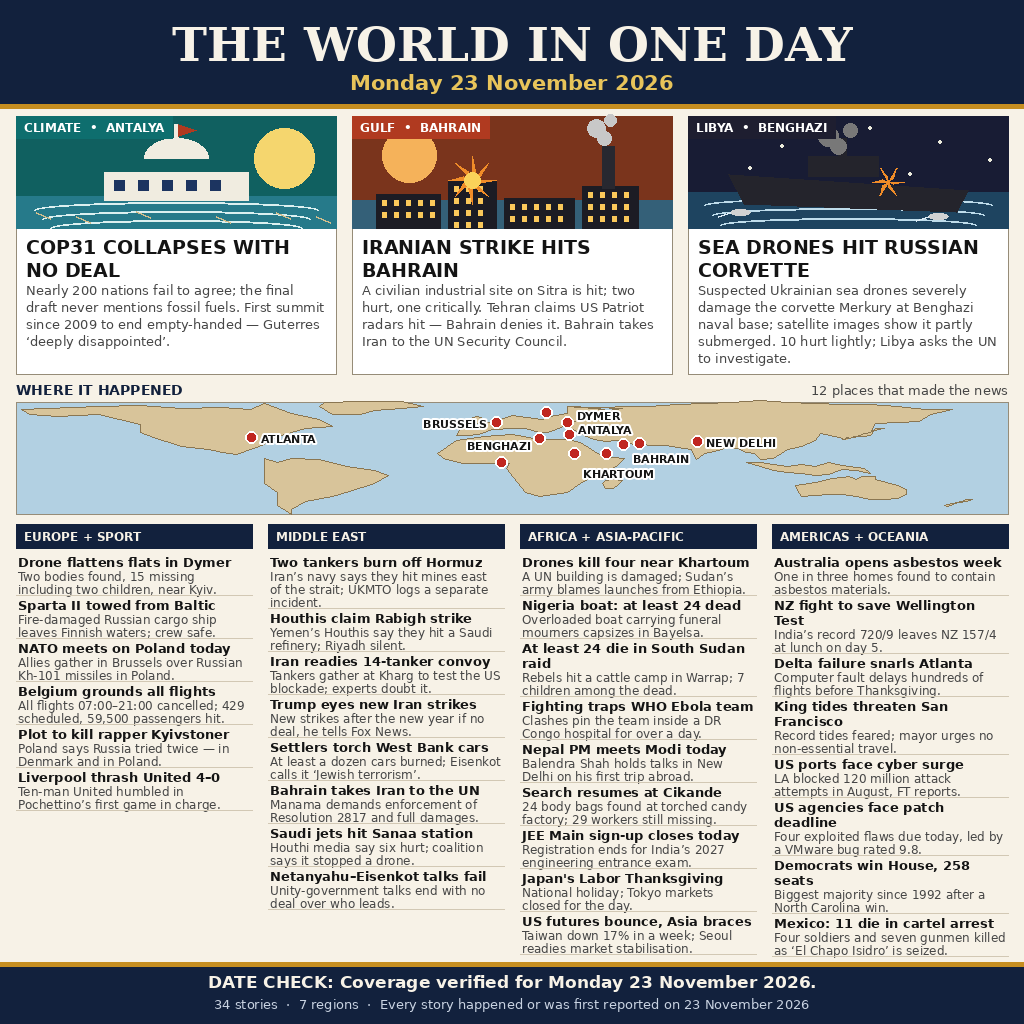 THE WORLD IN ONE DAY
Monday 23 November 2026
CLIMATE • ANTALYA
COP31 COLLAPSES WITH
NO DEAL
Nearly 200 nations fail to agree; the final
draft never mentions fossil fuels. First summit
since 2009 to end empty-handed — Guterres
‘deeply disappointed’.
GULF • BAHRAIN
IRANIAN STRIKE HITS
BAHRAIN
A civilian industrial site on Sitra is hit; two
hurt, one critically. Tehran claims US Patriot
radars hit — Bahrain denies it. Bahrain takes
Iran to the UN Security Council.
LIBYA • BENGHAZI
SEA DRONES HIT RUSSIAN
CORVETTE
Suspected Ukrainian sea drones severely
damage the corvette Merkury at Benghazi
naval base; satellite images show it partly
submerged. 10 hurt lightly; Libya asks the UN
to investigate.
WHERE IT HAPPENED
12 places that made the news
ATLANTA
BRUSSELS
DYMER
ANTALYA
BENGHAZI
BAHRAIN
NEW DELHI
KHARTOUM
EUROPE + SPORT
Drone flattens flats in Dymer
Two bodies found, 15 missing
including two children, near Kyiv.
Sparta II towed from Baltic
Fire-damaged Russian cargo ship
leaves Finnish waters; crew safe.
NATO meets on Poland today
Allies gather in Brussels over Russian
Kh-101 missiles in Poland.
Belgium grounds all flights
All flights 07:00–21:00 cancelled; 429
scheduled, 59,500 passengers hit.
Plot to kill rapper Kyivstoner
Poland says Russia tried twice — in
Denmark and in Poland.
Liverpool thrash United 4–0
Ten-man United humbled in
Pochettino’s first game in charge.
MIDDLE EAST
Two tankers burn off Hormuz
Iran’s navy says they hit mines east
of the strait; UKMTO logs a separate
incident.
Houthis claim Rabigh strike
Yemen’s Houthis say they hit a Saudi
refinery; Riyadh silent.
Iran readies 14-tanker convoy
Tankers gather at Kharg to test the US
blockade; experts doubt it.
Trump eyes new Iran strikes
New strikes after the new year if no
deal, he tells Fox News.
Settlers torch West Bank cars
At least a dozen cars burned; Eisenkot
calls it ‘Jewish terrorism’.
Bahrain takes Iran to the UN
Manama demands enforcement of
Resolution 2817 and full damages.
Saudi jets hit Sanaa station
Houthi media say six hurt; coalition
says it stopped a drone.
Netanyahu–Eisenkot talks fail
Unity-government talks end with no
deal over who leads.
AFRICA + ASIA-PACIFIC
Drones kill four near Khartoum
A UN building is damaged; Sudan’s
army blames launches from Ethiopia.
Nigeria boat: at least 24 dead
Overloaded boat carrying funeral
mourners capsizes in Bayelsa.
At least 24 die in South Sudan
raid
Rebels hit a cattle camp in Warrap; 7
children among the dead.
Fighting traps WHO Ebola team
Clashes pin the team inside a DR
Congo hospital for over a day.
Nepal PM meets Modi today
Balendra Shah holds talks in New
Delhi on his first trip abroad.
Search resumes at Cikande
24 body bags found at torched candy
factory; 29 workers still missing.
JEE Main sign-up closes today
Registration ends for India’s 2027
engineering entrance exam.
Japan's Labor Thanksgiving
National holiday; Tokyo markets
closed for the day.
US futures bounce, Asia braces
Taiwan down 17% in a week; Seoul
readies market stabilisation.
AMERICAS + OCEANIA
Australia opens asbestos week
One in three homes found to contain
asbestos materials.
NZ fight to save Wellington
Test
India’s record 720/9 leaves NZ 157/4
at lunch on day 5.
Delta failure snarls Atlanta
Computer fault delays hundreds of
flights before Thanksgiving.
King tides threaten San
Francisco
Record tides feared; mayor urges no
non-essential travel.
US ports face cyber surge
LA blocked 120 million attack
attempts in August, FT reports.
US agencies face patch
deadline
Four exploited flaws due today, led by
a VMware bug rated 9.8.
Democrats win House, 258
seats
Biggest majority since 1992 after a
North Carolina win.
Mexico: 11 die in cartel arrest
Four soldiers and seven gunmen killed
as ‘El Chapo Isidro’ is seized.
DATE CHECK: Coverage verified for Monday 23 November 2026.
34 stories · 7 regions · Every story happened or was first reported on 23 November 2026